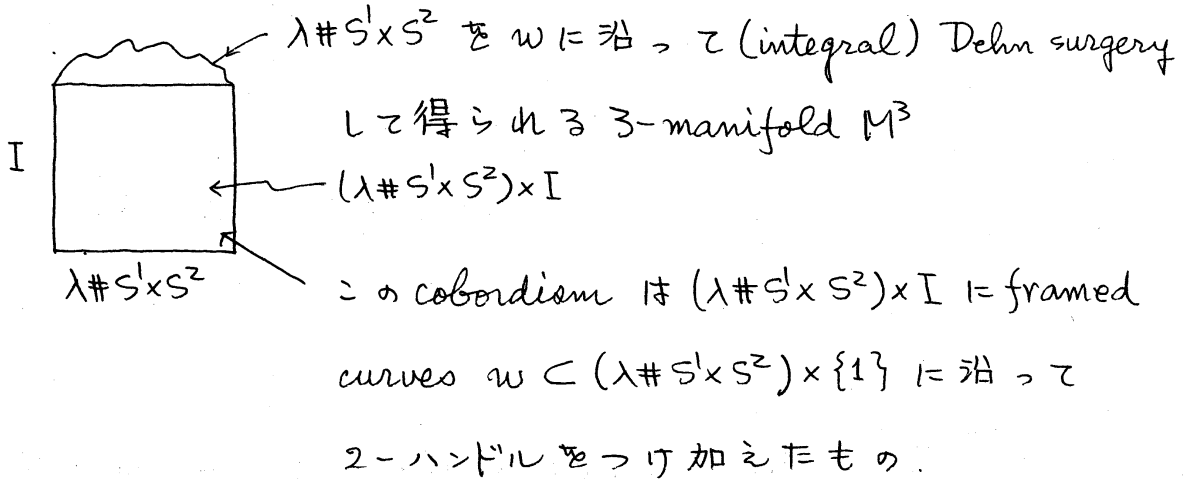 λ#S¹×S² を w に沿って(integral) Dehn surgery
して得られる 3-manifold M³
I
(λ#S¹×S²)×I
λ#S¹×S²
この cobordism は (λ#S¹×S²)×I に framed
curves w ⊂ (λ#S¹×S²)×{1} に沿って
2-ハンドルをつけ加えたもの.